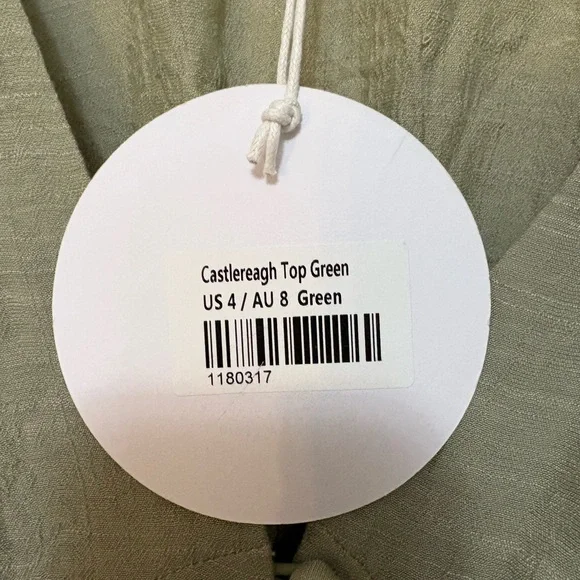 Castlereagh Top Green
US 4 / AU 8 Green
1180317